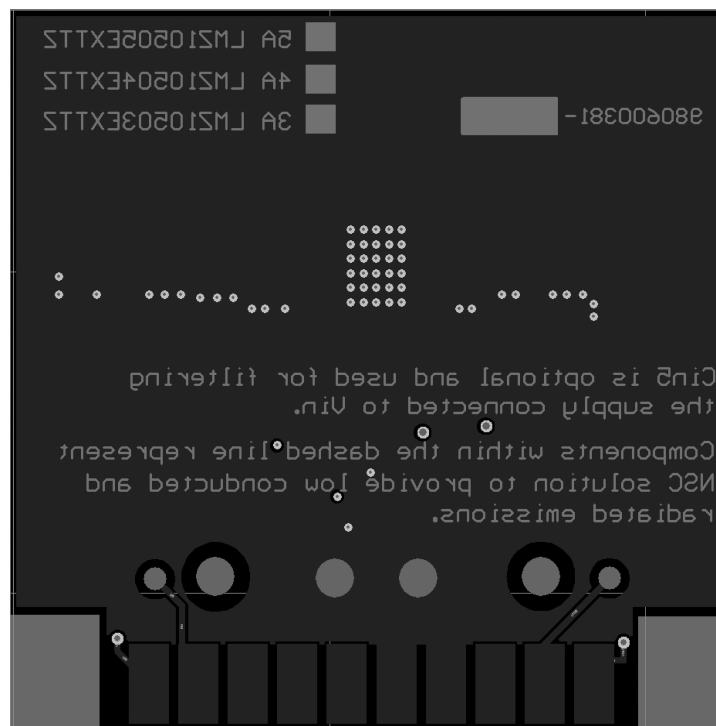 5A LMZ10505EXTTZ
4A LMZ10504EXTTZ
3A LMZ10503EXTTZ
980600381-
Cin5 is optional and used for filtering
the supply connected to Vin.
Components within the dashed line represent
NSC solution to provide low conducted and
radiated emissions.